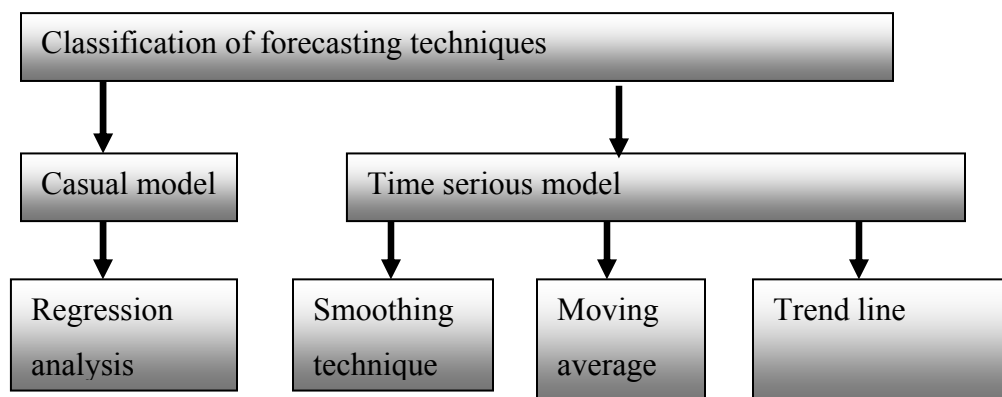 Classification of forecasting techniques
Casual model
Time serious model
Regression
analysis
Smoothing
technique
Moving
average
Trend line